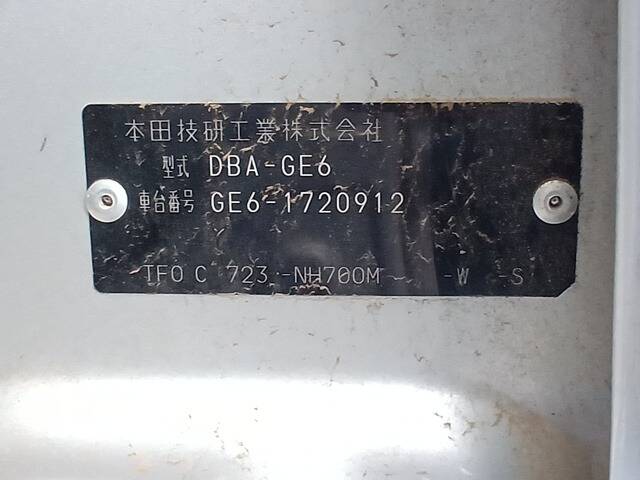 本田技研工業株式会社
型式 DBA-GE6
車台番号 GE6-1720912
TF0 C 723 -NH700M -W -S